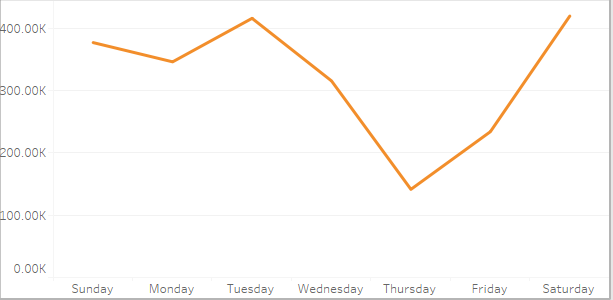 400.00K
300.00K
200.00K
100.00K
0.00K
Sunday Monday Tuesday Wednesday Thursday Friday Saturday